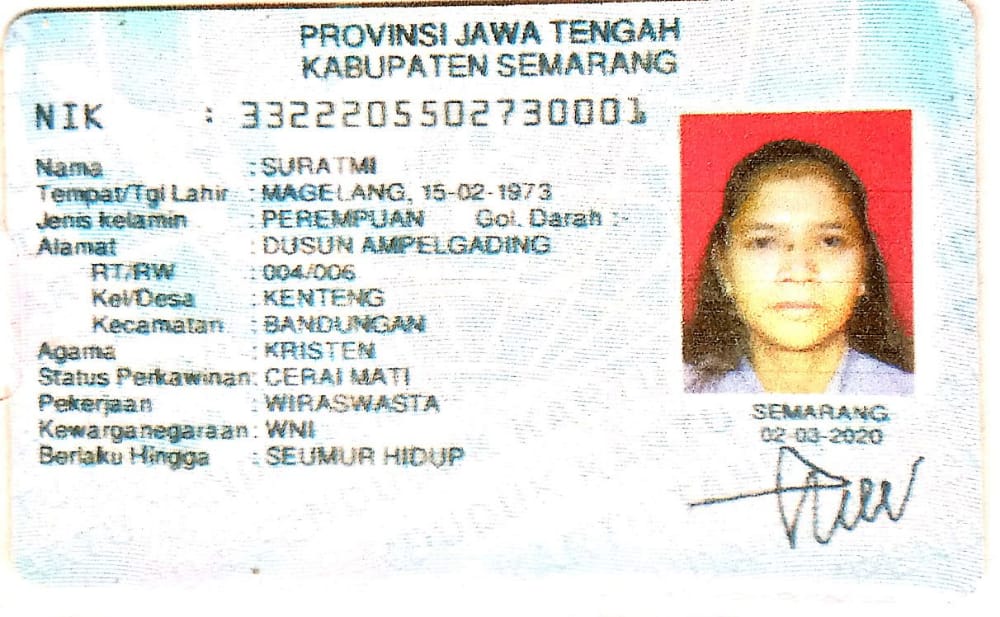 PROVINSI JAWA TENGAH
KABUPATEN SEMARANG
NIK : 3322205502730001
Nama : SURATMI
Tempat/Tgl Lahir : MAGELANG, 15-02-1973
Jenis kelamin : PEREMPUAN Gol. Darah :-
Alamat : DUSUN AMPELGADING
RT/RW : 004/006
Kel/Desa : KENTENG
Kecamatan : BANDUNGAN
Agama : KRISTEN
Status Perkawinan: CERAI MATI
Pekerjaan : WIRASWASTA
Kewarganegaraan: WNI
Berlaku Hingga : SEUMUR HIDUP
SEMARANG
02-03-2020